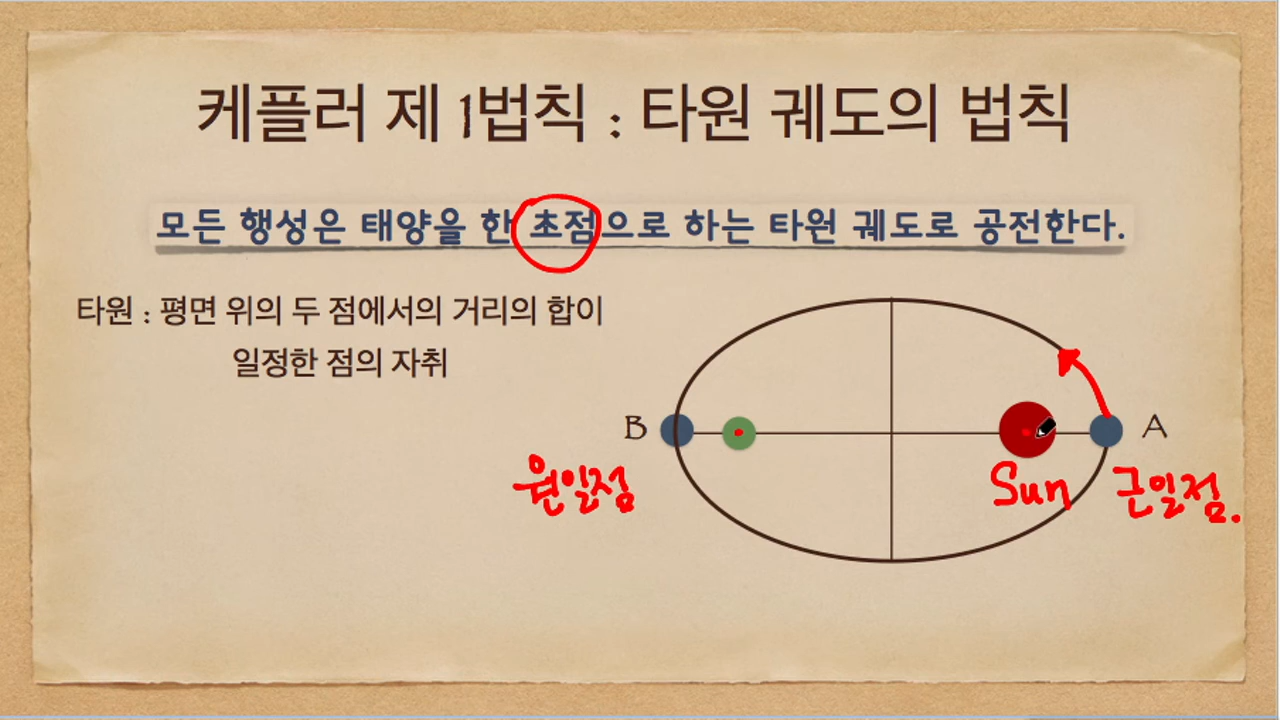 케플러 제 1법칙 : 타원 궤도의 법칙
모든 행성은 태양을 한 초점으로 하는 타원 궤도로 공전한다.
타원 : 평면 위의 두 점에서의 거리의 합이
일정한 점의 자취
B
A
원일점
Sun
근일점.